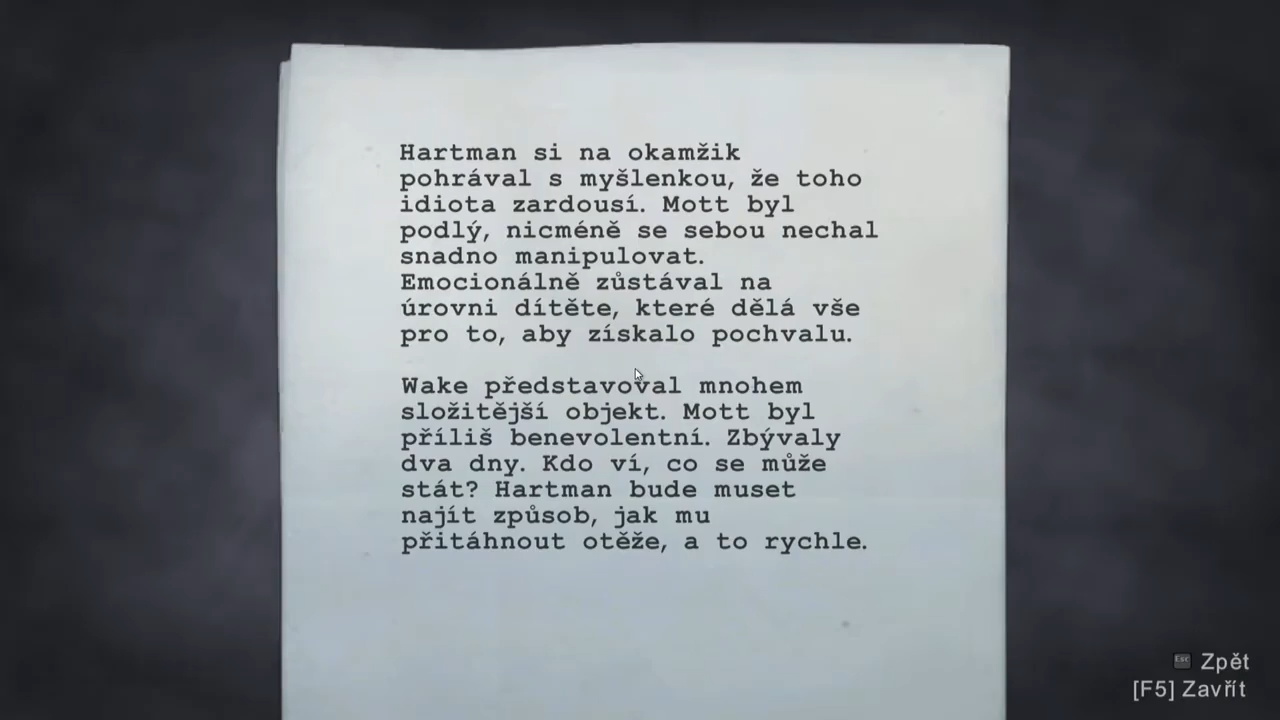 Hartman si na okamžik
pohrával s myšlenkou, že toho
idiota zardousí. Mott byl
podlý, nicméně se sebou nechal
snadno manipulovat.
Emocionálně zůstával na
úrovni dítěte, které dělá vše
pro to, aby získalo pochvalu.
Wake představoval mnohem
složitější objekt. Mott byl
příliš benevolentní. Zbývaly
dva dny. Kdo ví, co se může
stát? Hartman bude muset
najít způsob, jak mu
přitáhnout otěže, a to rychle.
Esc Zpět
[F5] Zavřít